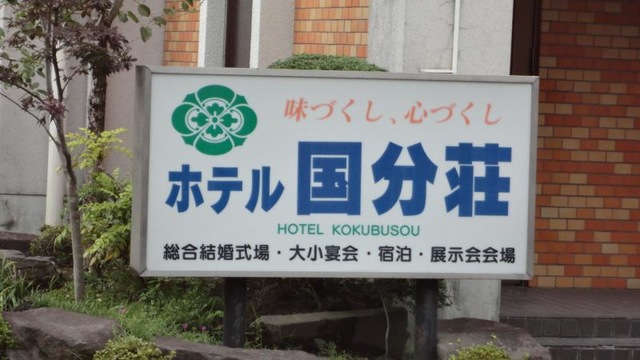 味づくし、心づくし
ホテル国分荘
HOTEL KOKUBUSOU
総合結婚式場・大小宴会・宿泊・展示会会場